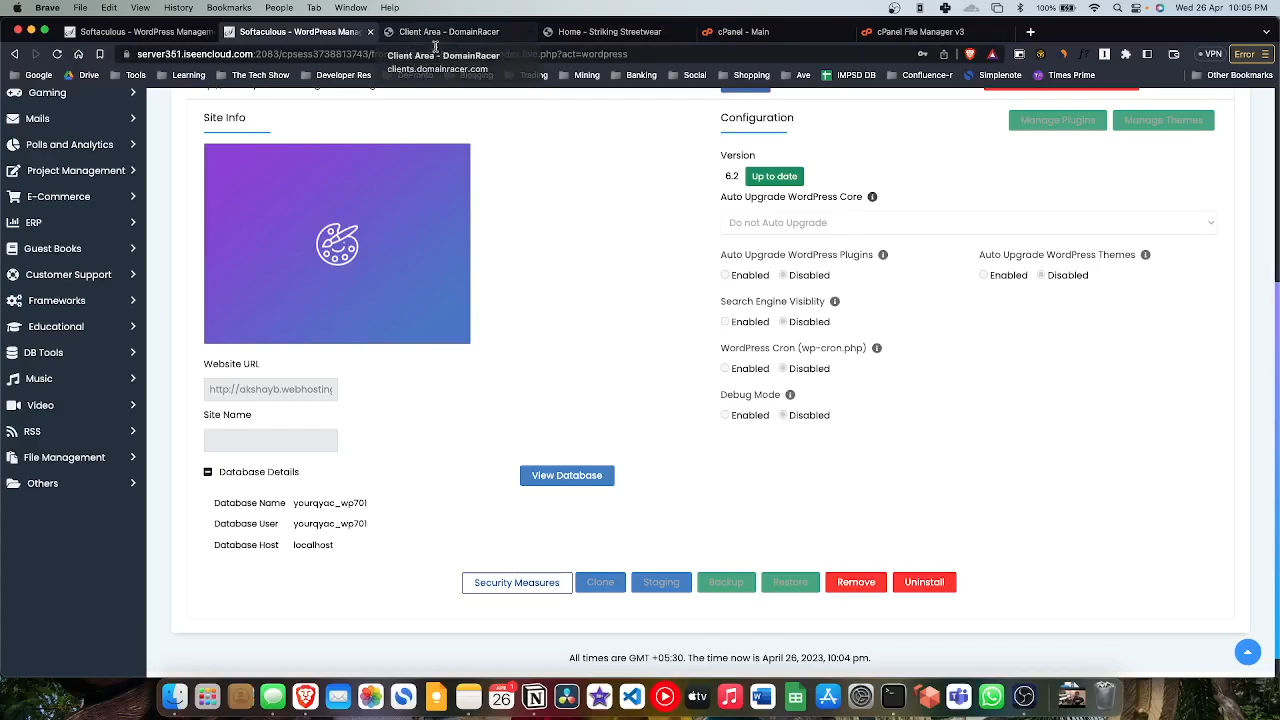 Brave File Edit View History Bookmarks People Tab Window Help 100% Wed 26 Apr 10:05 PM
Softaculous - WordPress Managem
Softaculous - WordPress Mana
Client Area - DomainRacer
Home - Striking Streetwear
cPanel - Main
cPanel File Manager v3
server351.iseencloud.com:2083/cpsess3738813743/
index.live.php?act=wordpress
VPN
Error
Client Area - DomainRacer
clients.domainracer.com
Google Drive Tools Learning Developer Res Trading Mining Banking Social Shopping Ave IMPSD DB Confluence Simplenote Times Prime Other Bookmarks
Gaming
Mails
Polls and Analytics
Project Management
E-Commerce
ERP
Guest Books
Customer Support
Frameworks
Educational
DB Tools
Music
Video
RSS
File Management
Others
Site Info
Website URL
http://akshayb.webhosting
Site Name
Database Details
View Database
Database Name yourqyac_wp701
Database User yourqyac_wp701
Database Host localhost
Configuration
Manage Plugins
Manage Themes
Version
6.2 Up to date
Auto Upgrade WordPress Core
Do not Auto Upgrade
Auto Upgrade WordPress Plugins
Enabled Disabled
Auto Upgrade WordPress Themes
Enabled Disabled
Search Engine Visiblity
Enabled Disabled
WordPress Cron (wp-cron.php)
Enabled Disabled
Debug Mode
Enabled Disabled
Security Measures Clone Staging Backup Restore Remove Uninstall
All times are GMT +05:30. The time now is April 26, 2023, 10:04 pm.
26